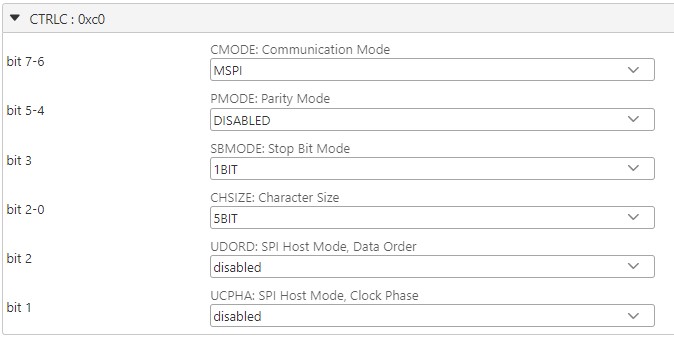 CTRLC : 0xc0
bit 7-6
CMODE: Communication Mode
MSPI
bit 5-4
PMODE: Parity Mode
DISABLED
bit 3
SBMODE: Stop Bit Mode
1BIT
bit 2-0
CHSIZE: Character Size
5BIT
bit 2
UDORD: SPI Host Mode, Data Order
disabled
bit 1
UCPHA: SPI Host Mode, Clock Phase
disabled